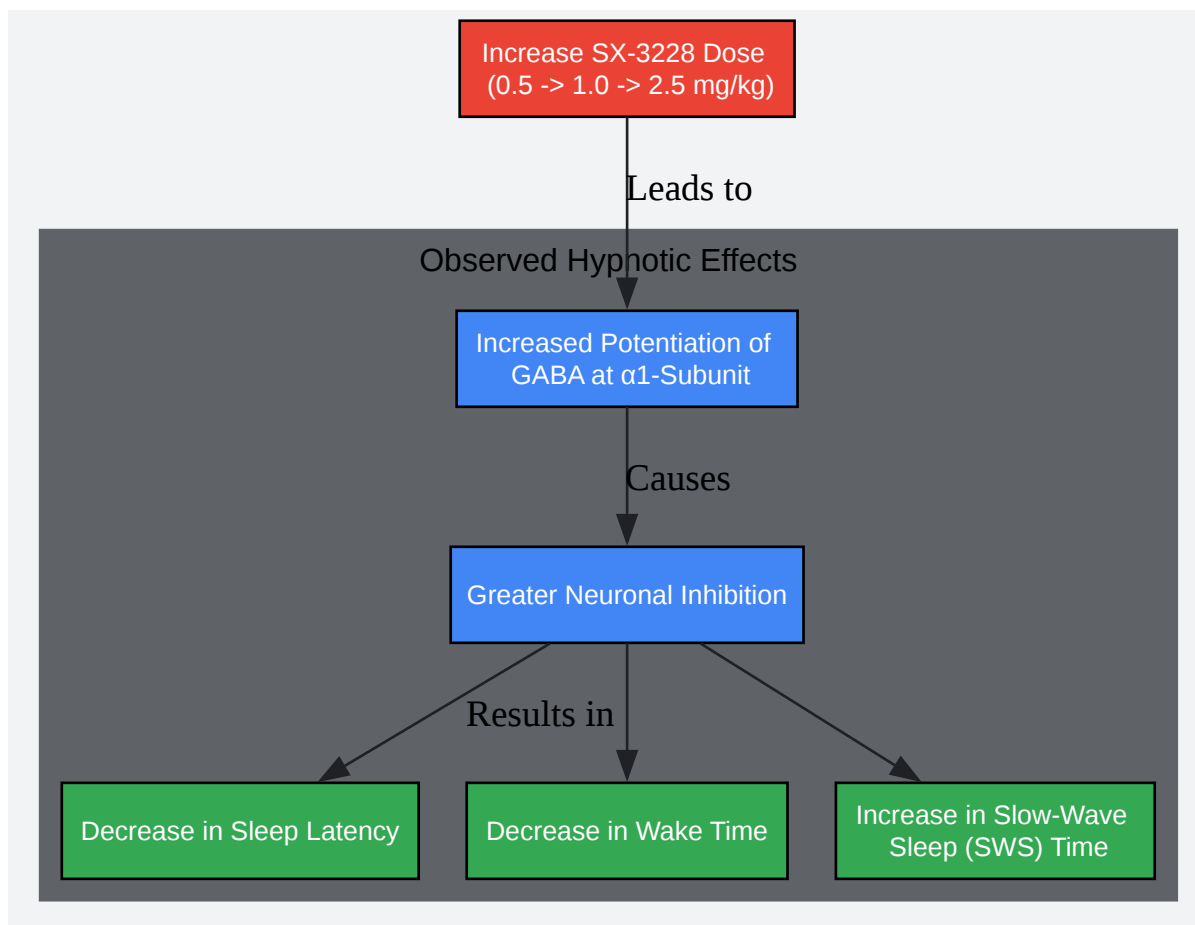 Increase SX-3228 Dose
(0.5 -> 1.0 -> 2.5 mg/kg)
Leads to
Observed Hypnotic Effects
Increased Potentiation of
GABA at α1-Subunit
Causes
Greater Neuronal Inhibition
Results in
Decrease in Sleep Latency
Decrease in Wake Time
Increase in Slow-Wave
Sleep (SWS) Time